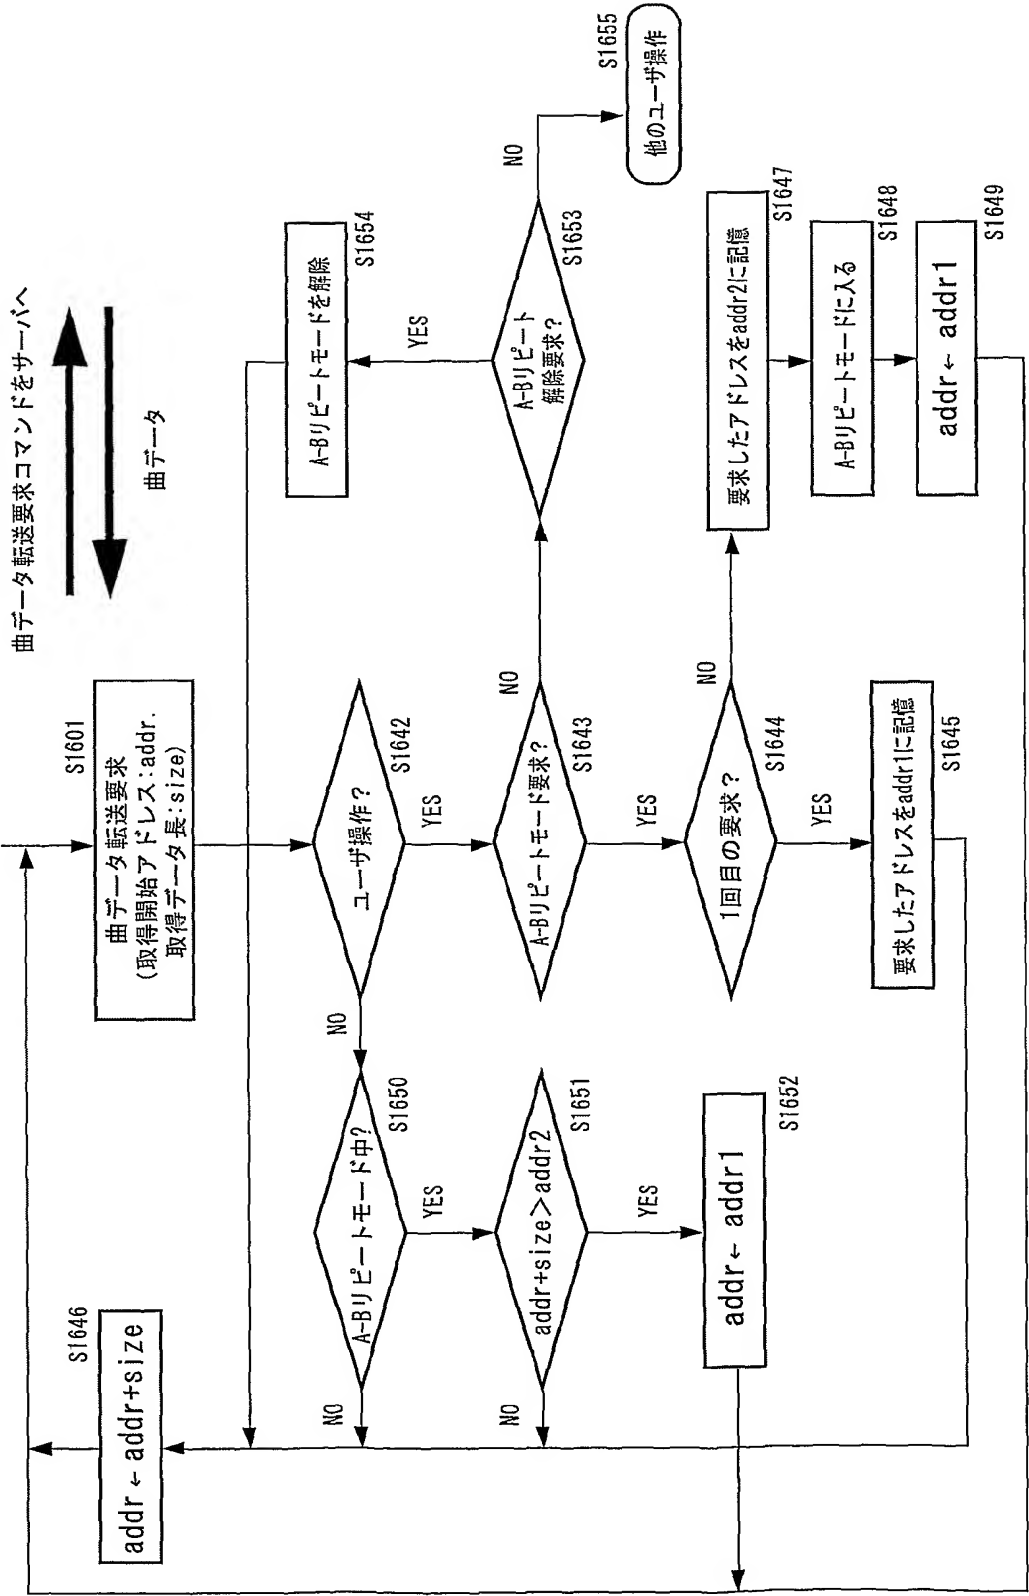 曲データ転送要求コマンドをサーバへ
曲データ
S1601
曲データ転送要求
(取得開始アドレス:addr.
取得データ長:size)
S1646
addr ← addr+size
S1654
A-Bリピートモードを解除
ユーザ操作?
S1642
NO
YES
A-Bリピートモード中?
S1650
NO
YES
addr+size>addr2
S1651
NO
YES
addr← addr1
S1652
A-Bリピートモード要求?
S1643
NO
YES
A-Bリピート
解除要求?
S1653
YES
NO
S1655
他のユーザ操作
1回目の要求?
S1644
NO
YES
要求したアドレスをaddr1に記憶
S1645
要求したアドレスをaddr2に記憶
S1647
A-Bリピートモードに入る
S1648
addr← addr1
S1649